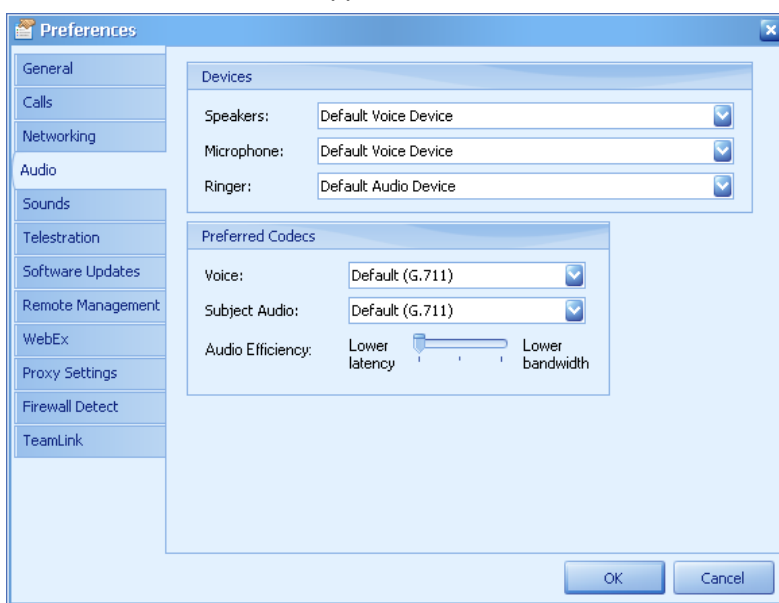 Preferences
General
Calls
Networking
Audio
Sounds
Telestration
Software Updates
Remote Management
WebEx
Proxy Settings
Firewall Detect
TeamLink
Devices
Speakers: Default Voice Device
Microphone: Default Voice Device
Ringer: Default Audio Device
Preferred Codecs
Voice: Default (G.711)
Subject Audio: Default (G.711)
Audio Efficiency: Lower latency Lower bandwidth
OK Cancel